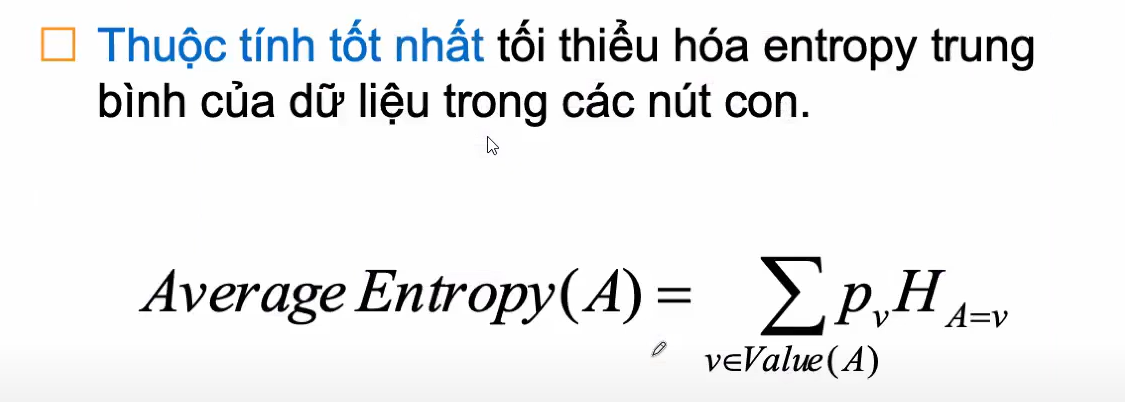 Thuộc tính tốt nhất tối thiểu hóa entropy trung
bình của dữ liệu trong các nút con.
Average Entropy(A) = ∑ p_v H_{A=v}
v∈Value(A)